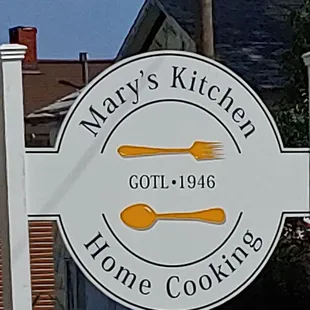 Mary's Kitchen
GOTL • 1946
Home Cooking